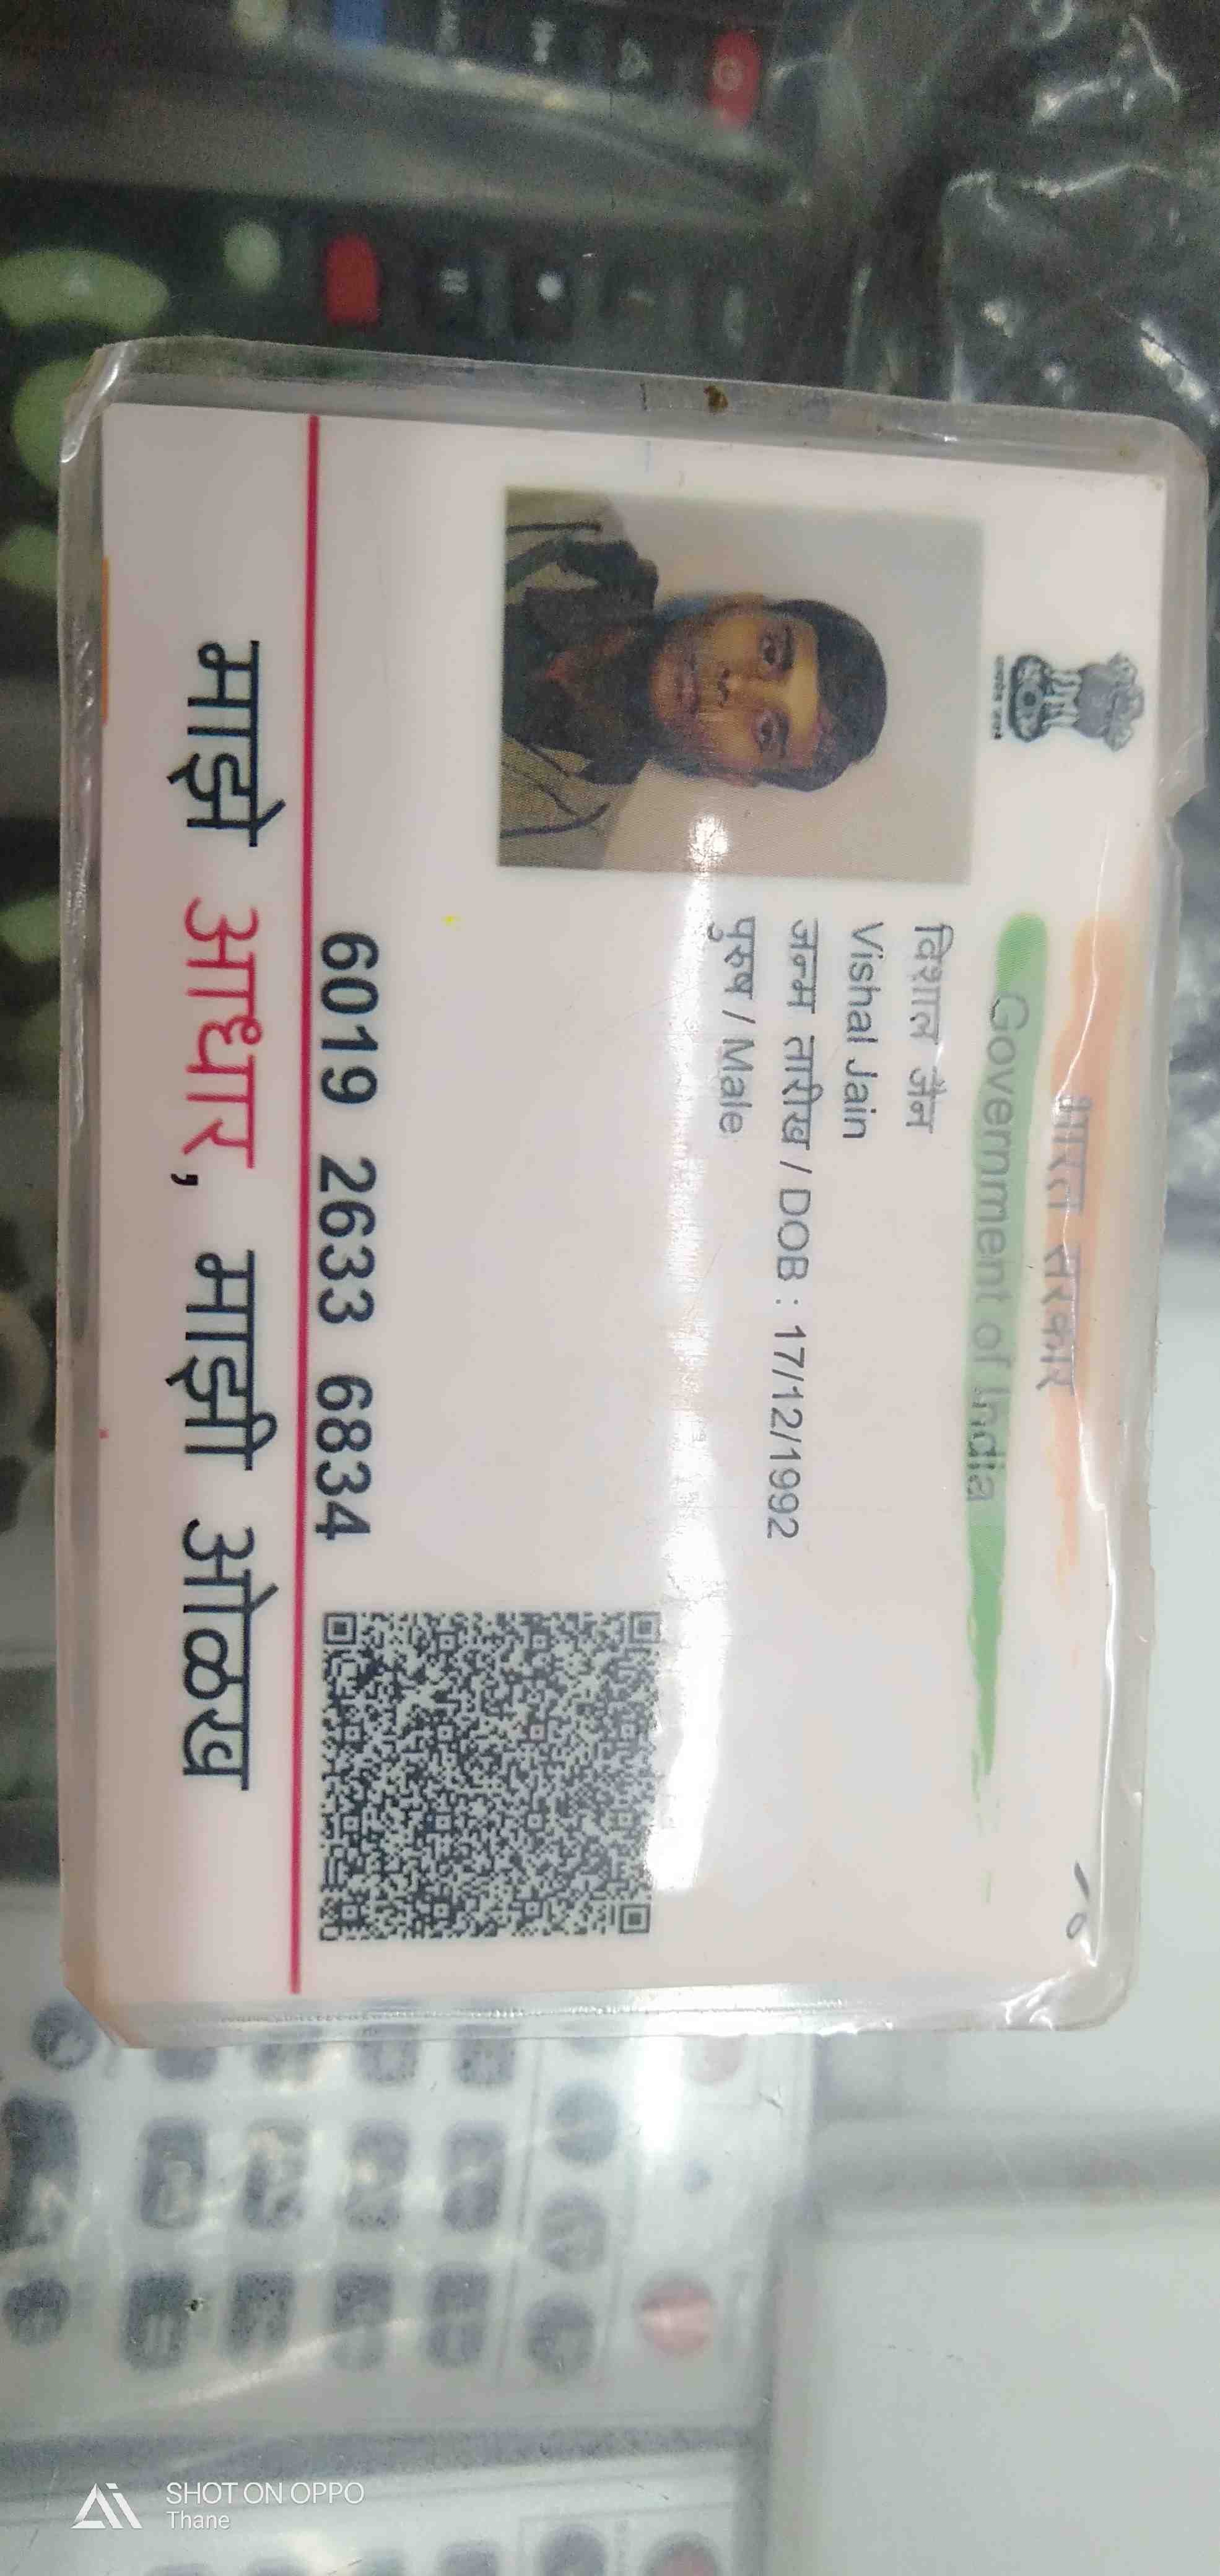 भारत सरकार
Government of India
विशाल जैन
Vishal Jain
जन्म तारीख / DOB : 17/12/1992
पुरुष / Male
6019 2633 6834
माझे आधार, माझी ओळख
SHOT ON OPPO
Thane